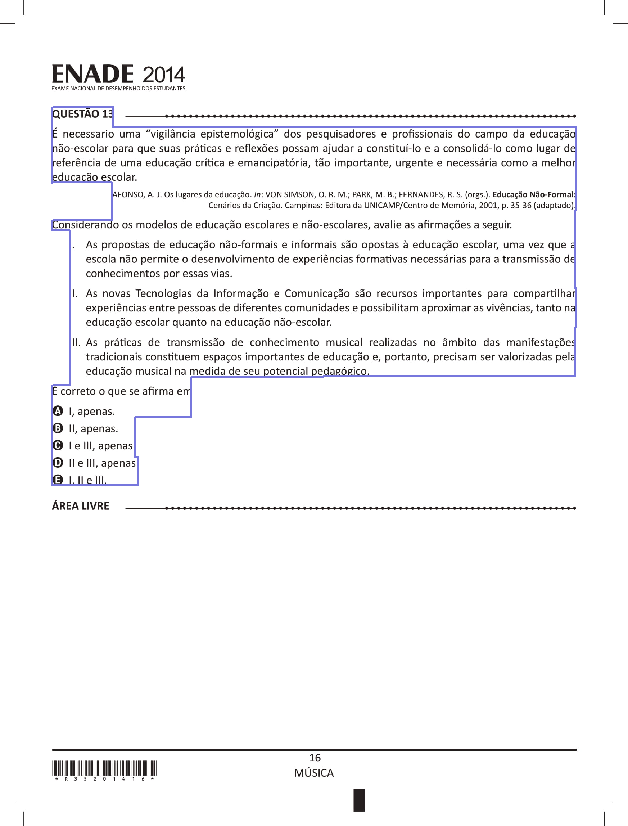 ENADE 2014
EXAME NACIONAL DE DESEMPENHO DOS ESTUDANTES
QUESTÃO 13
É necessario uma “vigilância epistemológica” dos pesquisadores e profissionais do campo da educação
não-escolar para que suas práticas e reflexões possam ajudar a constituí-lo e a consolidá-lo como lugar de
referência de uma educação crítica e emancipatória, tão importante, urgente e necessária como a melhor
educação escolar.
AFONSO, A. J. Os lugares da educação. In: VON SIMSON, O. R. M.; PARK, M. B.; FERNANDES, R. S. (orgs.). Educação Não-Formal:
Cenários da Criação. Campinas: Editora da UNICAMP/Centro de Memória, 2001, p. 35-36 (adaptado).
Considerando os modelos de educação escolares e não-escolares, avalie as afirmações a seguir.
I. As propostas de educação não-formais e informais são opostas à educação escolar, uma vez que a
escola não permite o desenvolvimento de experiências formativas necessárias para a transmissão de
conhecimentos por essas vias.
II. As novas Tecnologias da Informação e Comunicação são recursos importantes para compartilhar
experiências entre pessoas de diferentes comunidades e possibilitam aproximar as vivências, tanto na
educação escolar quanto na educação não-escolar.
III. As práticas de transmissão de conhecimento musical realizadas no âmbito das manifestações
tradicionais constituem espaços importantes de educação e, portanto, precisam ser valorizadas pela
educação musical na medida de seu potencial pedagógico.
É correto o que se afirma em
A I, apenas.
B II, apenas.
C I e III, apenas.
D II e III, apenas.
E I, II e III.
ÁREA LIVRE
*R3320141​6*
16
MÚSICA